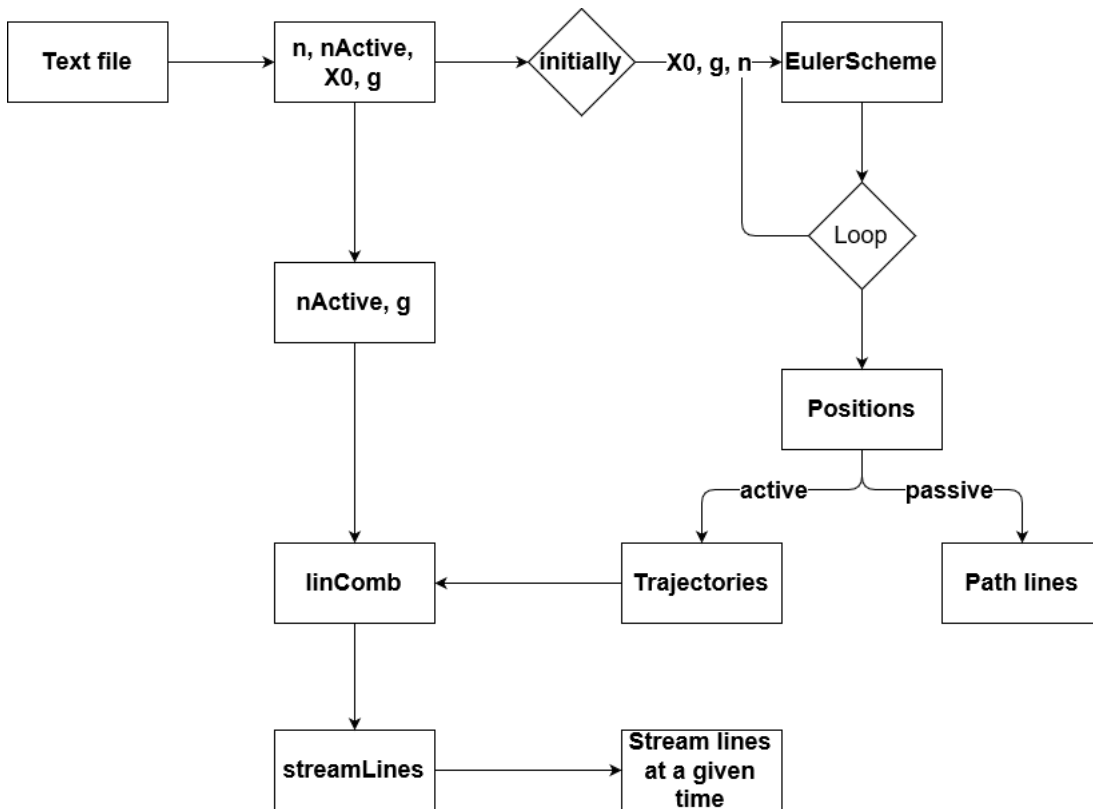 Text file
n, nActive,
X0, g
initially
X0, g, n
EulerScheme
Loop
nActive, g
Positions
active
passive
linComb
Trajectories
Path lines
streamLines
Stream lines
at a given
time